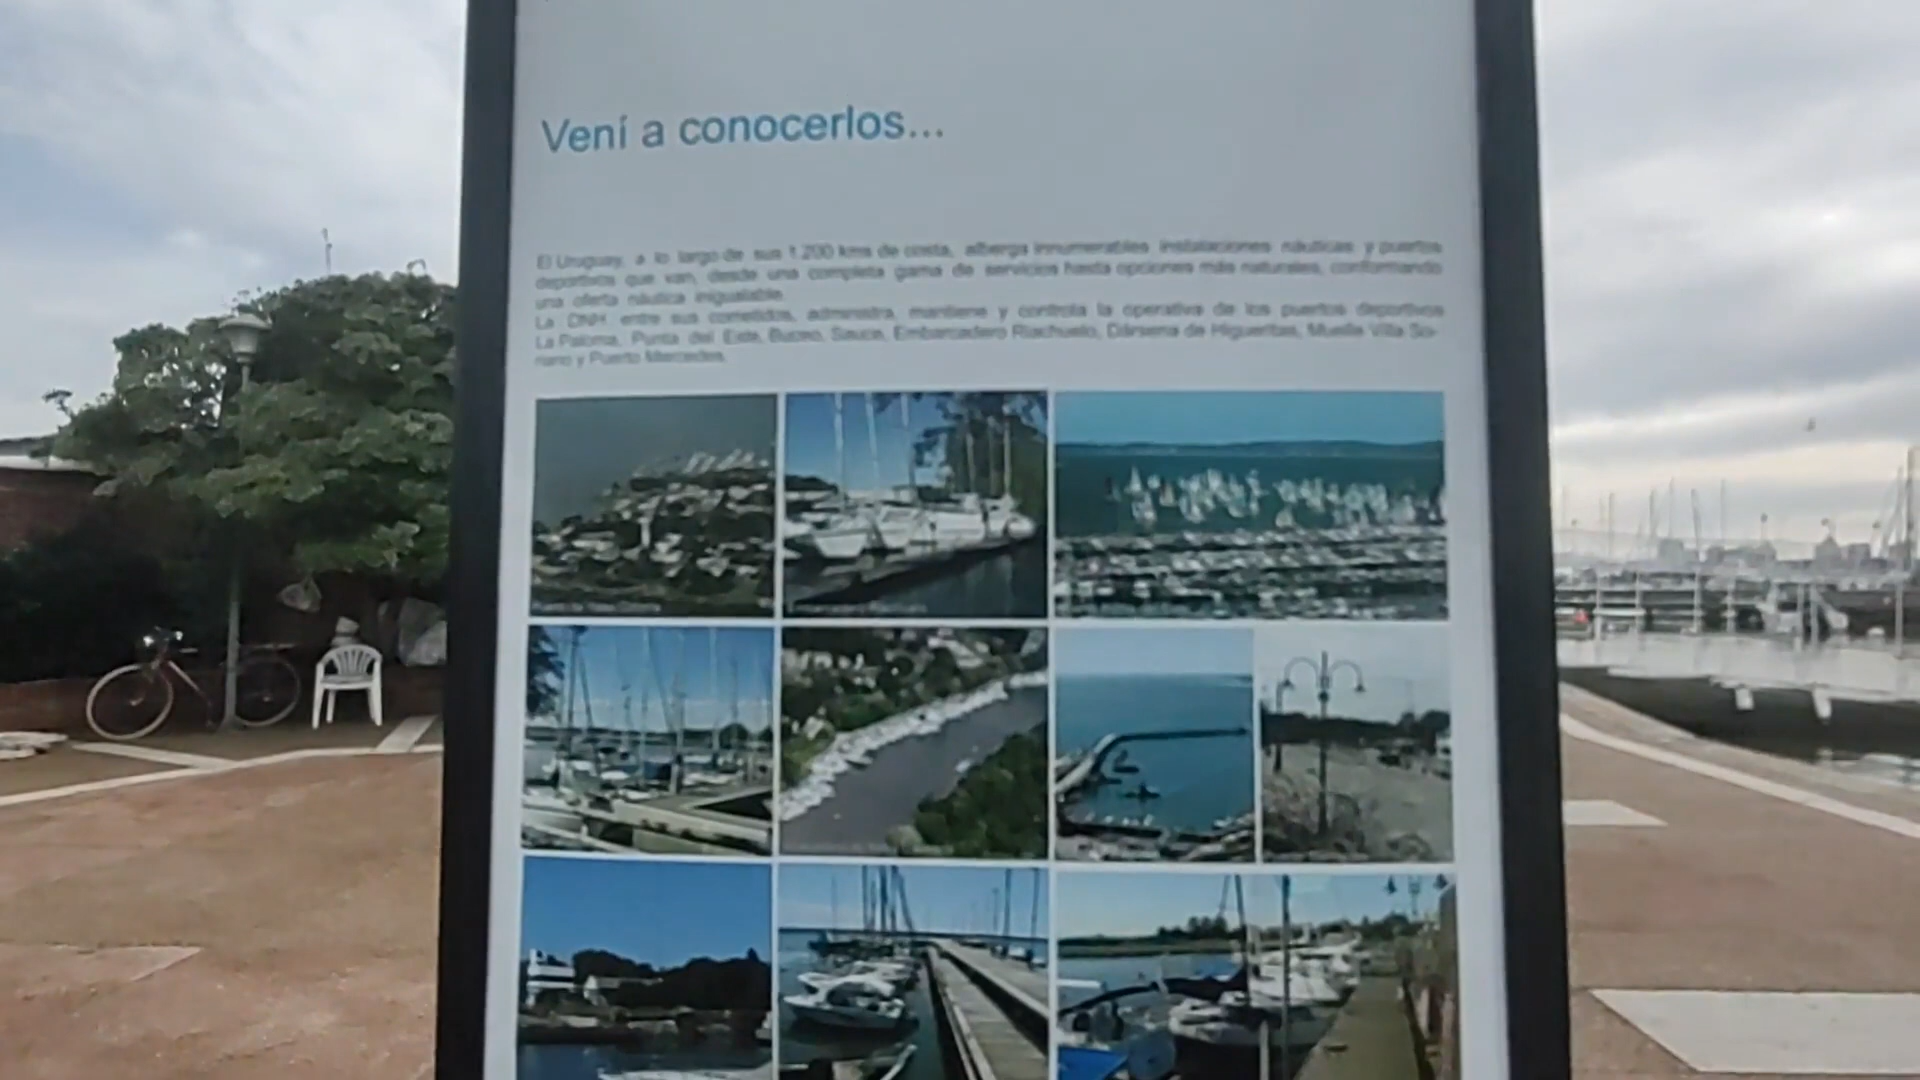 Vení a conocerlos...
El Uruguay, a lo largo de sus 1.200 kms de costa, alberga innumerables instalaciones náuticas y puertos
deportivos que van, desde una completa gama de servicios hasta opciones más naturales, conformando
una oferta náutica inigualable.
La DNH entre sus cometidos, administra, mantiene y controla la operativa de los puertos deportivos
La Paloma, Punta del Este, Buceo, Sauce, Embarcadero Riachuelo, Dársena de Higueritas, Muelle Villa So-
riano y Puerto Mercedes.